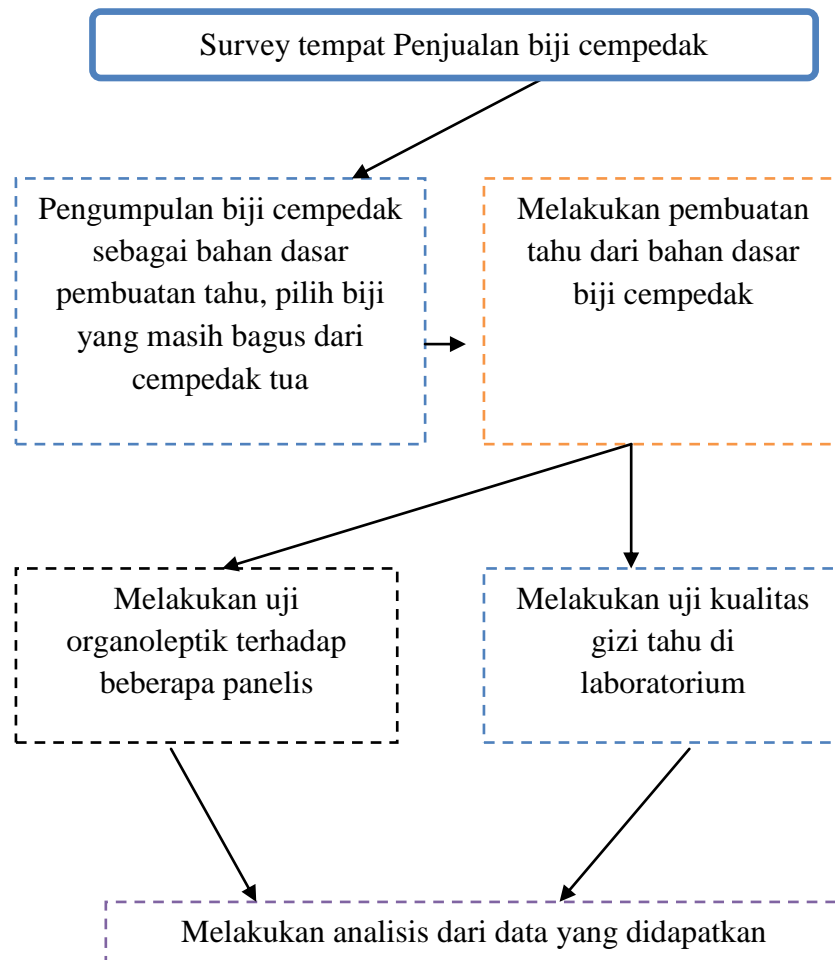 Survey tempat Penjualan biji cempedak
Pengumpulan biji cempedak
sebagai bahan dasar
pembuatan tahu, pilih biji
yang masih bagus dari
cempedak tua
Melakukan pembuatan
tahu dari bahan dasar
biji cempedak
Melakukan uji
organoleptik terhadap
beberapa panelis
Melakukan uji kualitas
gizi tahu di
laboratorium
Melakukan analisis dari data yang didapatkan